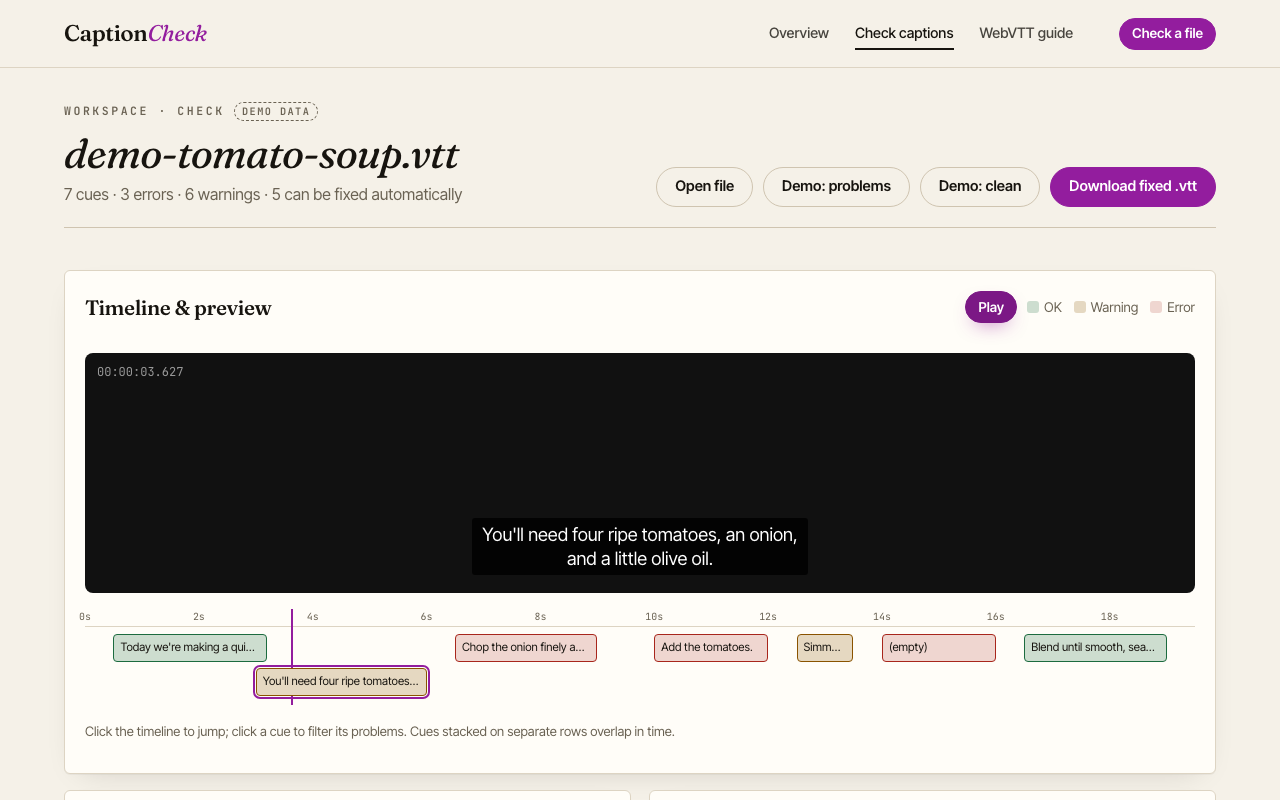 CaptionCheck
Overview
Check captions
WebVTT guide
Check a file
WORKSPACE · CHECK
DEMO DATA
demo-tomato-soup.vtt
7 cues · 3 errors · 6 warnings · 5 can be fixed automatically
Open file
Demo: problems
Demo: clean
Download fixed .vtt
Timeline & preview
Play
OK
Warning
Error
00:00:03.627
You'll need four ripe tomatoes, an onion,
and a little olive oil.
0s
2s
4s
6s
8s
10s
12s
14s
16s
18s
Today we're making a qui…
Chop the onion finely a…
Add the tomatoes.
Simm…
(empty)
Blend until smooth, sea…
You'll need four ripe tomatoes…
Click the timeline to jump; click a cue to filter its problems. Cues stacked on separate rows overlap in time.